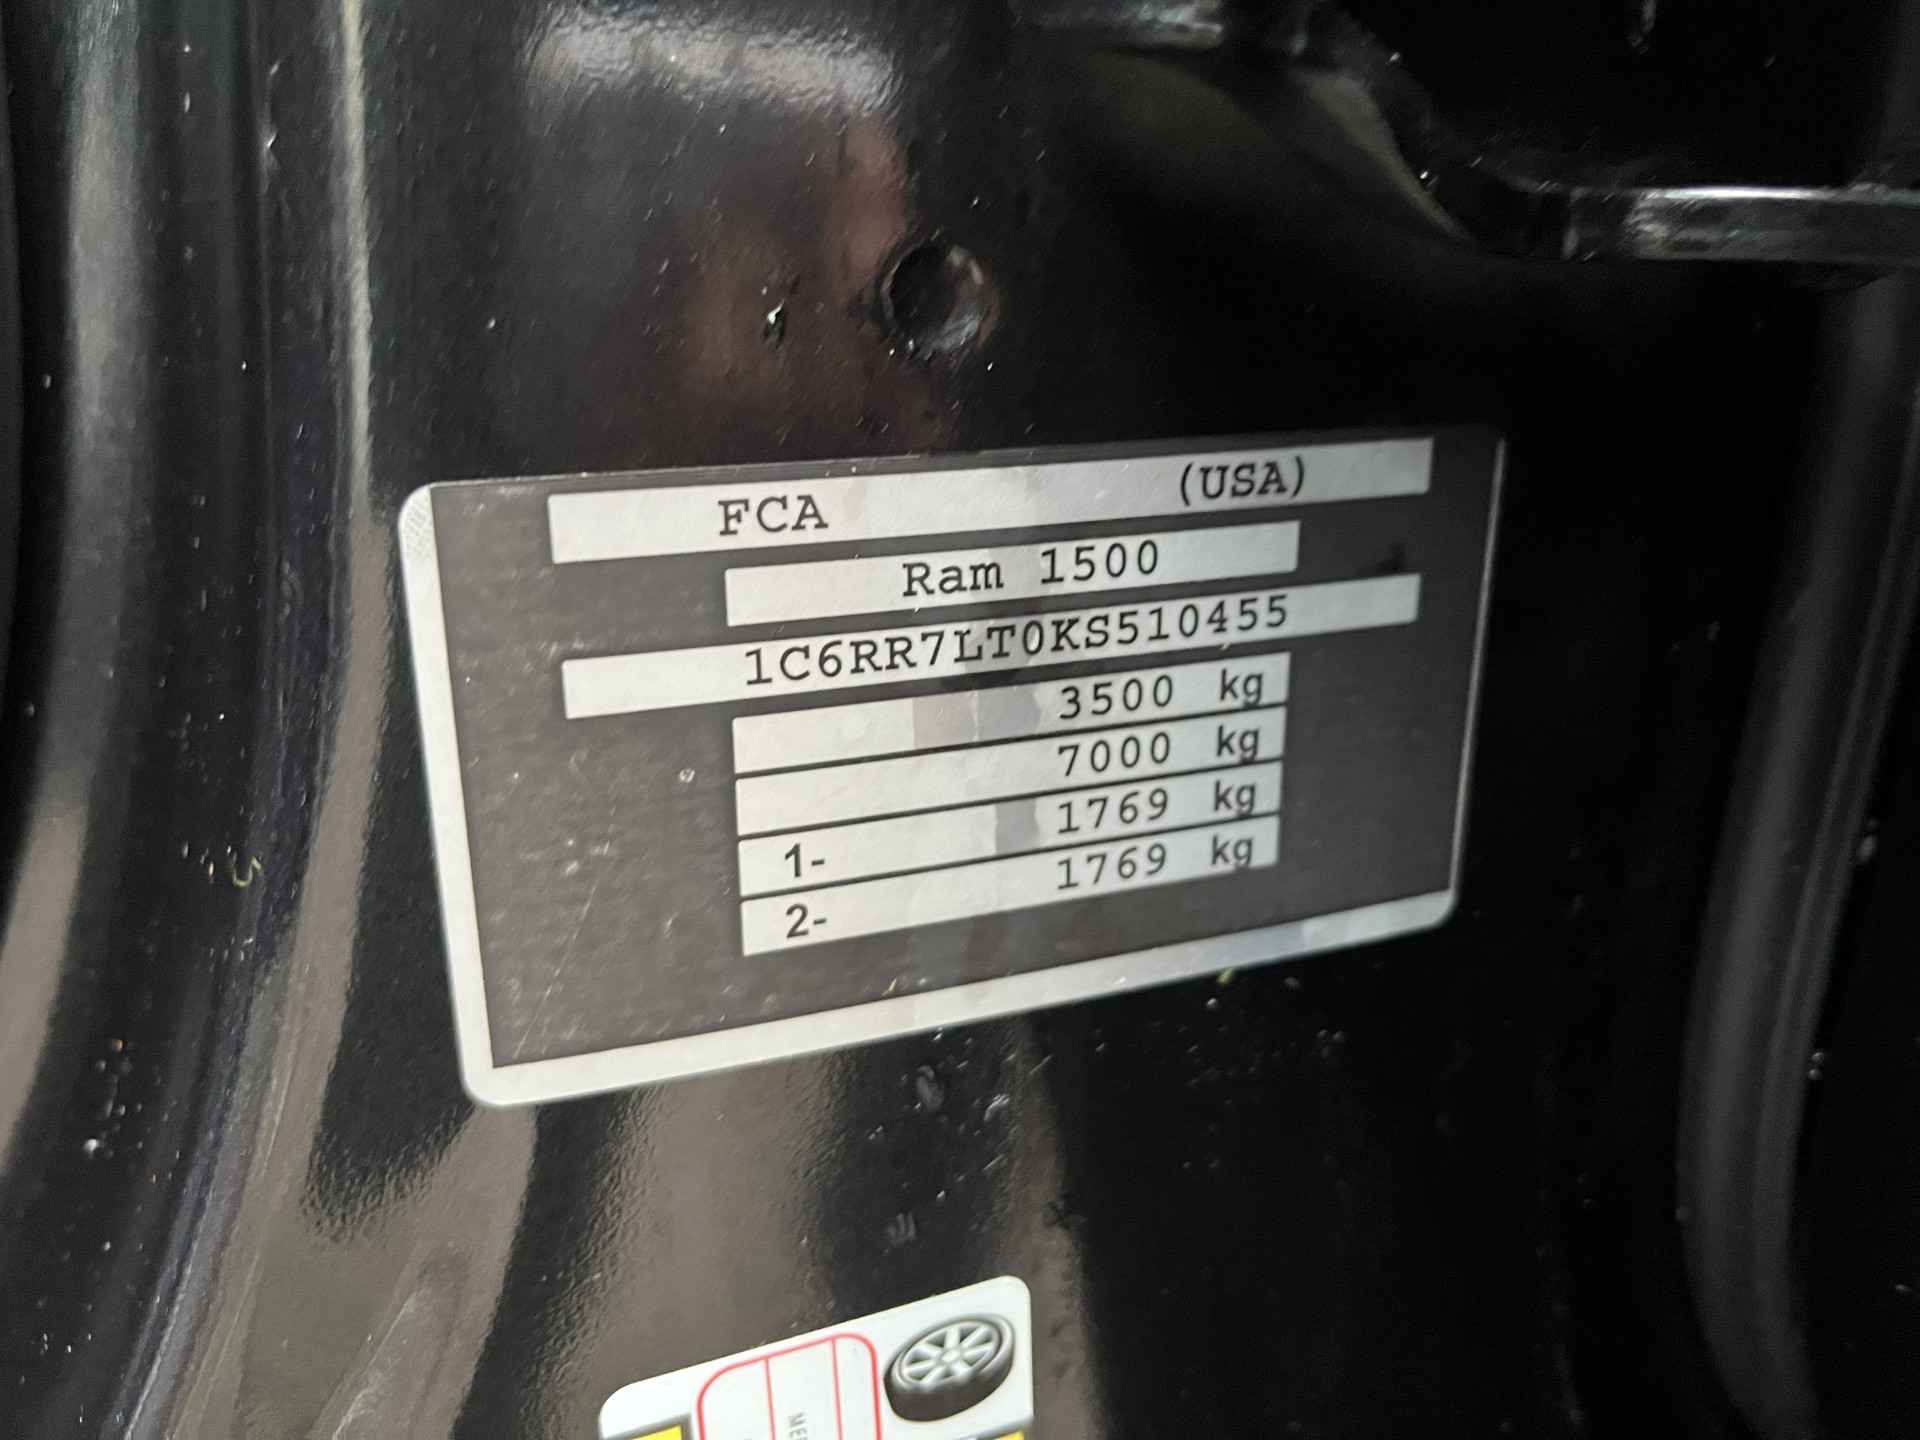 FCA (USA)
Ram 1500
1C6RR7LT0KS510455
3500 kg
7000 kg
1- 1769 kg
2- 1769 kg